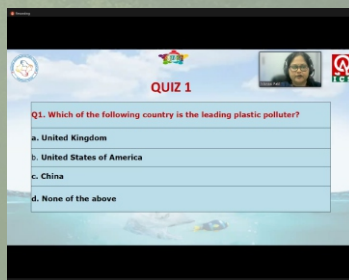 QUIZ 1
Q1. Which of the following country is the leading plastic polluter?
a. United Kingdom
b. United States of America
c. China
d. None of the above